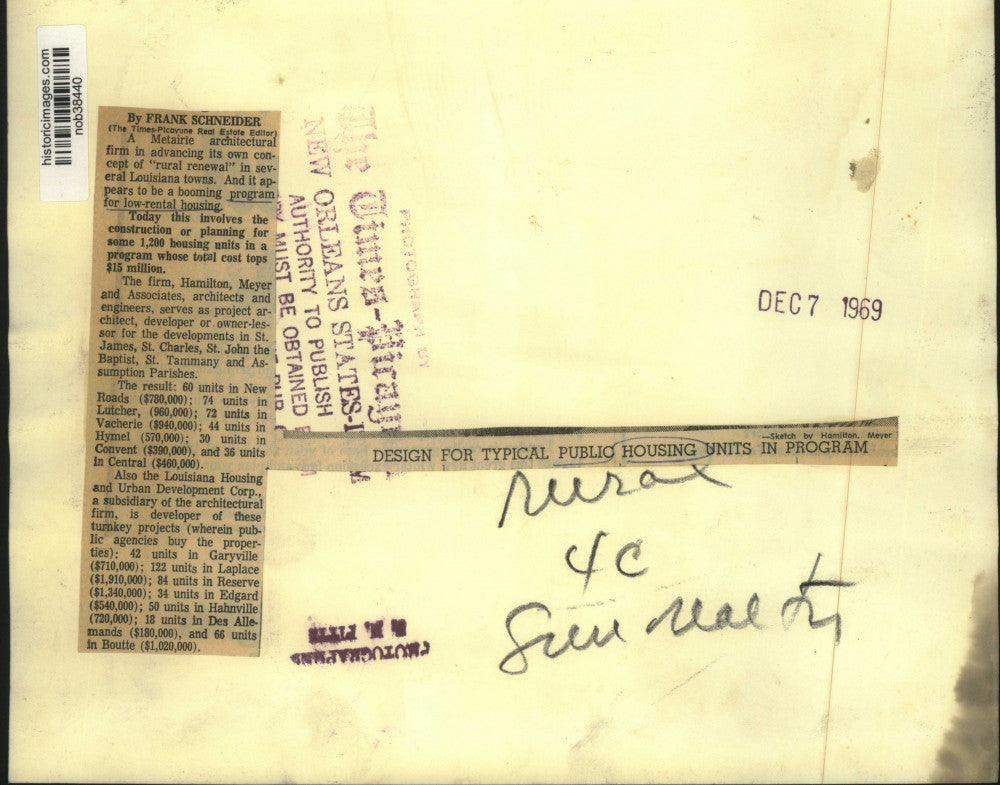 historicimages.com
nob38440
By FRANK SCHNEIDER
(The Times-Picayune Real Estate Editor)
A Metairie architectural
firm in advancing its own con-
cept of "rural renewal" in sev-
eral Louisiana towns. And it ap-
pears to be a booming program
for low-rental housing.
Today this involves the
construction or planning for
some 1,200 housing units in a
program whose total cost tops
$15 million.
The firm, Hamilton, Meyer
and Associates, architects and
engineers, serves as project ar-
chitect, developer or owner-les-
sor for the developments in St.
James, St. Charles, St. John the
Baptist, St. Tammany and As-
sumption Parishes.
The result: 60 units in New
Roads ($780,000); 74 units in
Lutcher, (960,000); 72 units in
Vacherie ($940,000); 44 units in
Hymel (570,000); 30 units in
Convent ($390,000), and 36 units
in Central ($460,000).
Also the Louisiana Housing
and Urban Development Corp.,
a subsidiary of the architectural
firm, is developer of these
turnkey projects (wherein pub-
lic agencies buy the proper-
ties): 42 units in Garyville
($710,000); 122 units in Laplace
($1,910,000); 84 units in Reserve
($1,340,000); 34 units in Edgard
($540,000); 50 units in Hahnville
(720,000); 18 units in Des Alle-
mands ($180,000), and 66 units
in Boutte ($1,020,000).
PHOTOGRAPH BY
The Times-Picayu
NEW ORLEANS STATES-I
AUTHORITY TO PUBLISH
MUST BE OBTAINED
DEC 7 1969
—Sketch by Hamilton, Meyer
DESIGN FOR TYPICAL PUBLIC HOUSING UNITS IN PROGRAM
rural
4c
PHOTOGRAPHER